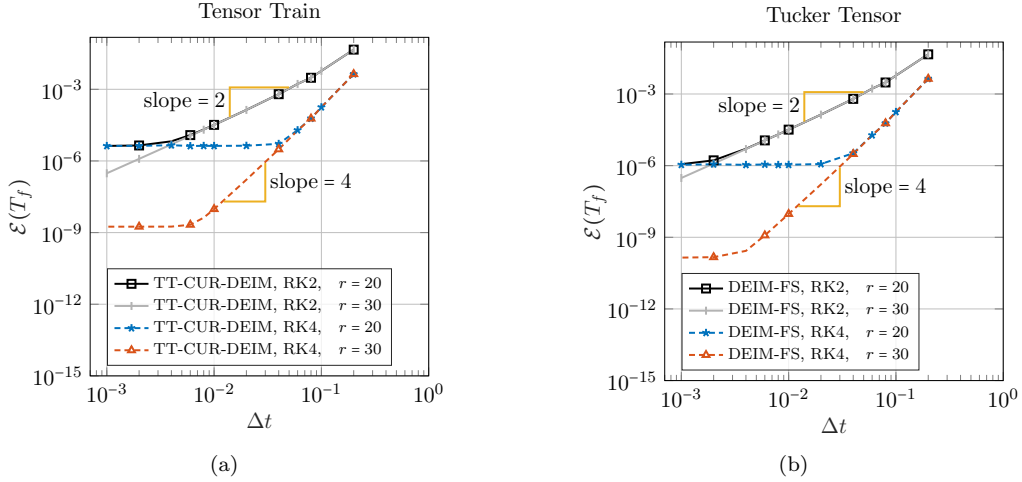 Tensor Train
10^{-3}
10^{-6}
10^{-9}
10^{-12}
10^{-15}
ℰ(T_f)
slope = 2
slope = 4
TT-CUR-DEIM, RK2, r = 20
TT-CUR-DEIM, RK2, r = 30
TT-CUR-DEIM, RK4, r = 20
TT-CUR-DEIM, RK4, r = 30
10^{-3} 10^{-2} 10^{-1} 10^{0}
Δt
(a)
Tucker Tensor
10^{-3}
10^{-6}
10^{-9}
10^{-12}
10^{-15}
ℰ(T_f)
slope = 2
slope = 4
DEIM-FS, RK2, r = 20
DEIM-FS, RK2, r = 30
DEIM-FS, RK4, r = 20
DEIM-FS, RK4, r = 30
10^{-3} 10^{-2} 10^{-1} 10^{0}
Δt
(b)